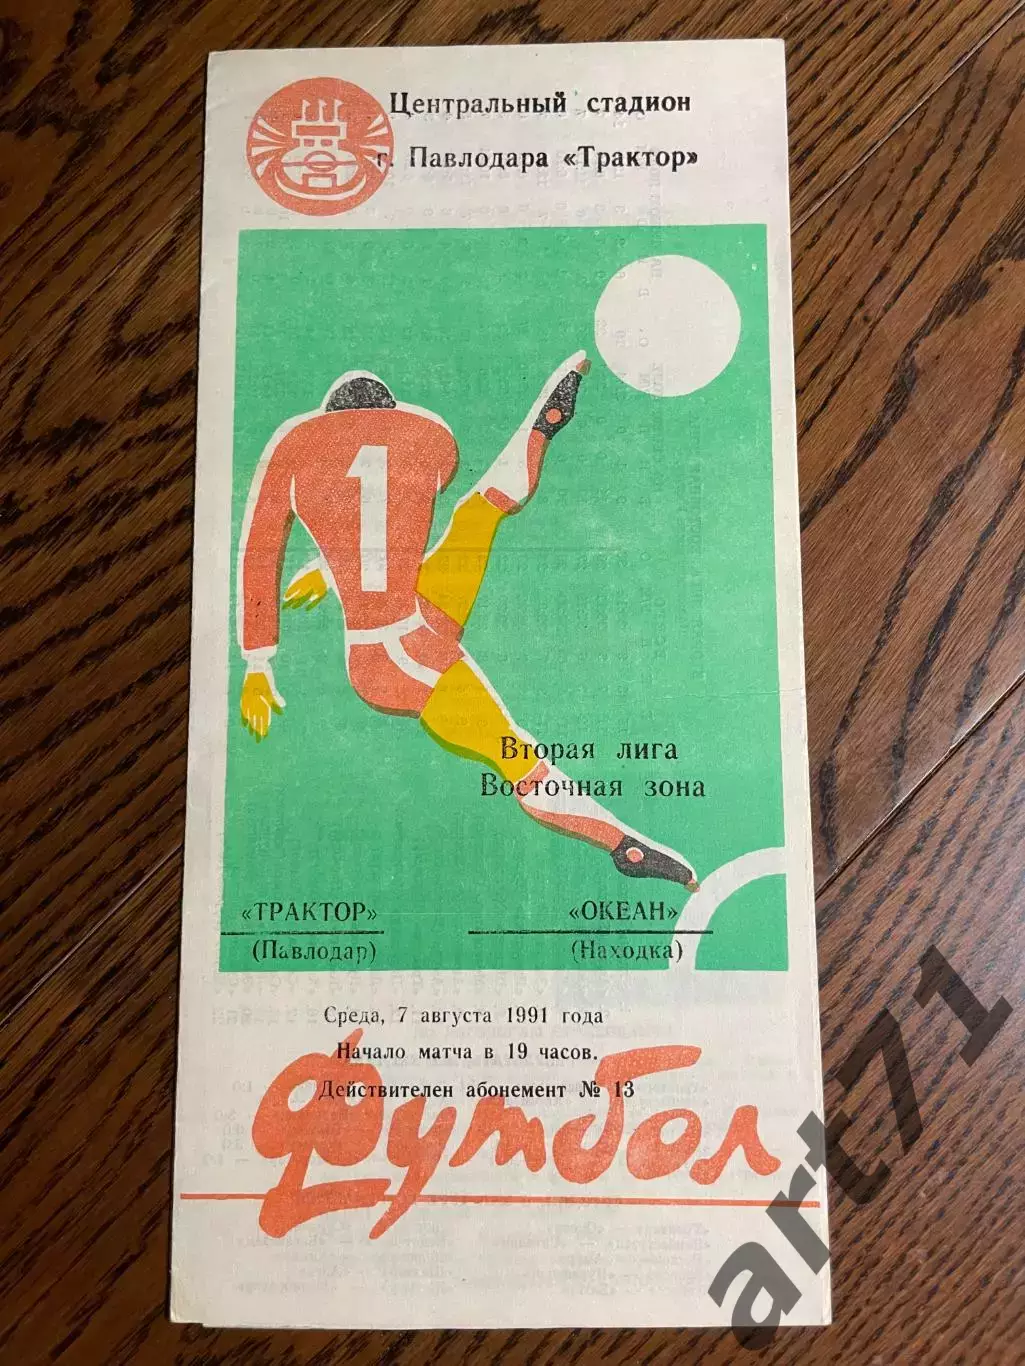 Центральный стадион
г. Павлодара «Трактор»
1
Вторая лига
Восточная зона
«ТРАКТОР»
(Павлодар)
«ОКЕАН»
(Находка)
Среда, 7 августа 1991 года
Начало матча в 19 часов.
Действителен абонемент № 13
Футбол
art71